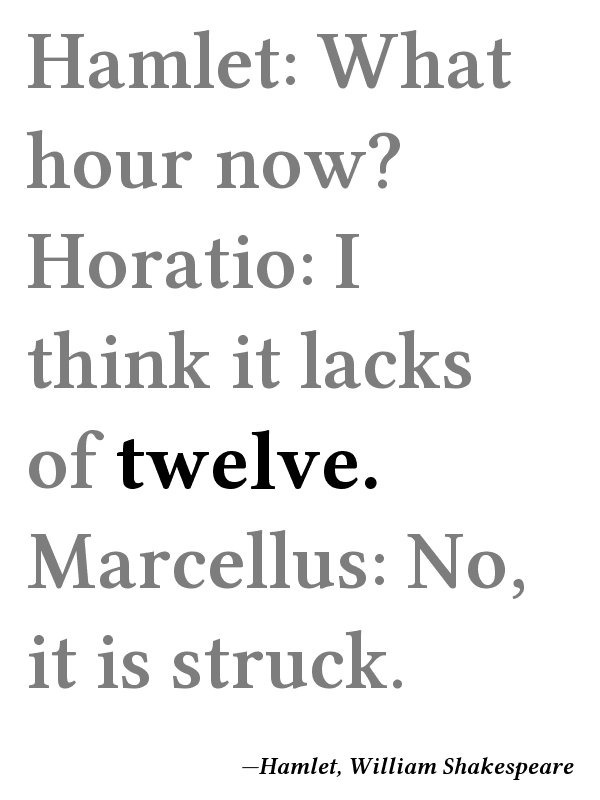 Hamlet: What
hour now?
Horatio: I
think it lacks
of twelve.
Marcellus: No,
it is struck.
—Hamlet, William Shakespeare